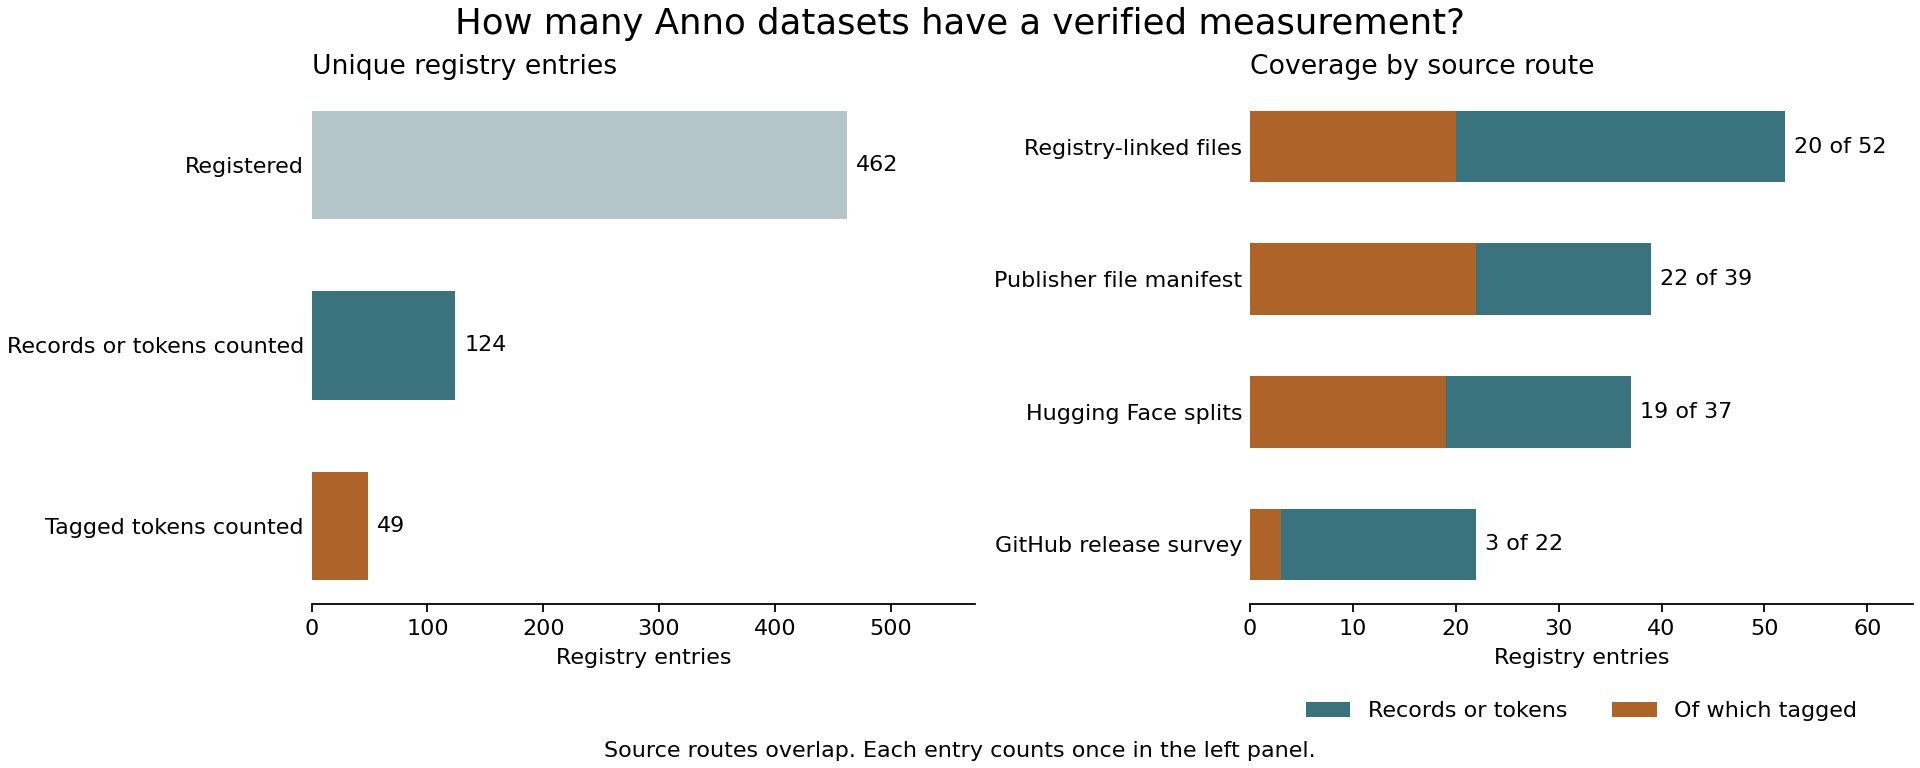 How many Anno datasets have a verified measurement?
Unique registry entries
Registered
462
Records or tokens counted
124
Tagged tokens counted
49
0 100 200 300 400 500
Registry entries
Coverage by source route
Registry-linked files
20 of 52
Publisher file manifest
22 of 39
Hugging Face splits
19 of 37
GitHub release survey
3 of 22
0 10 20 30 40 50 60
Registry entries
Records or tokens
Of which tagged
Source routes overlap. Each entry counts once in the left panel.